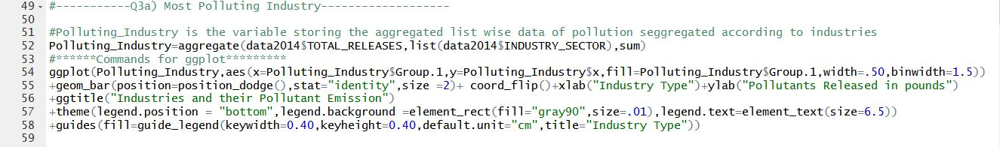 49 #-----------Q3a) Most Polluting Industry-------------------
50
51 #Polluting_Industry is the variable storing the aggregated list wise data of pollution seggregated according to industries
52 Polluting_Industry=aggregate(data2014$TOTAL_RELEASES,list(data2014$INDUSTRY_SECTOR),sum)
53 #******Commands for ggplot*********
54 ggplot(Polluting_Industry,aes(x=Polluting_Industry$Group.1,y=Polluting_Industry$x,fill=Polluting_Industry$Group.1,width=.50,binwidth=1.5))
55 +geom_bar(position=position_dodge(),stat="identity",size =2)+ coord_flip()+xlab("Industry Type")+ylab("Pollutants Released in pounds")
56 +ggtitle("Industries and their Pollutant Emission")
57 +theme(legend.position = "bottom",legend.background =element_rect(fill="gray90",size=.01),legend.text=element_text(size=6.5))
58 +guides(fill=guide_legend(keywidth=0.40,keyheight=0.40,default.unit="cm",title="Industry Type"))
59